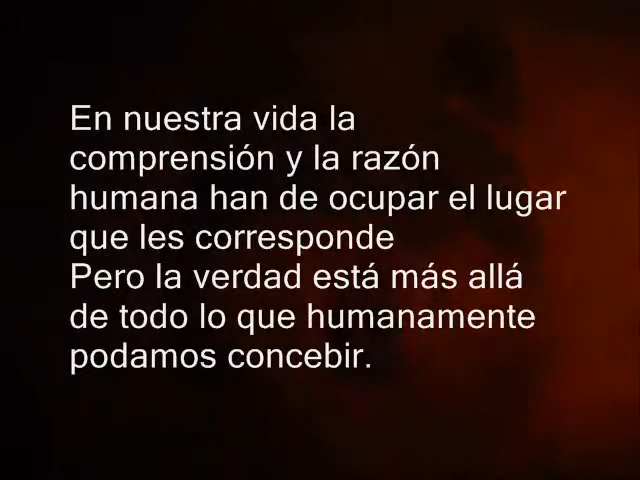 En nuestra vida la
comprensión y la razón
humana han de ocupar el lugar
que les corresponde
Pero la verdad está más allá
de todo lo que humanamente
podamos concebir.